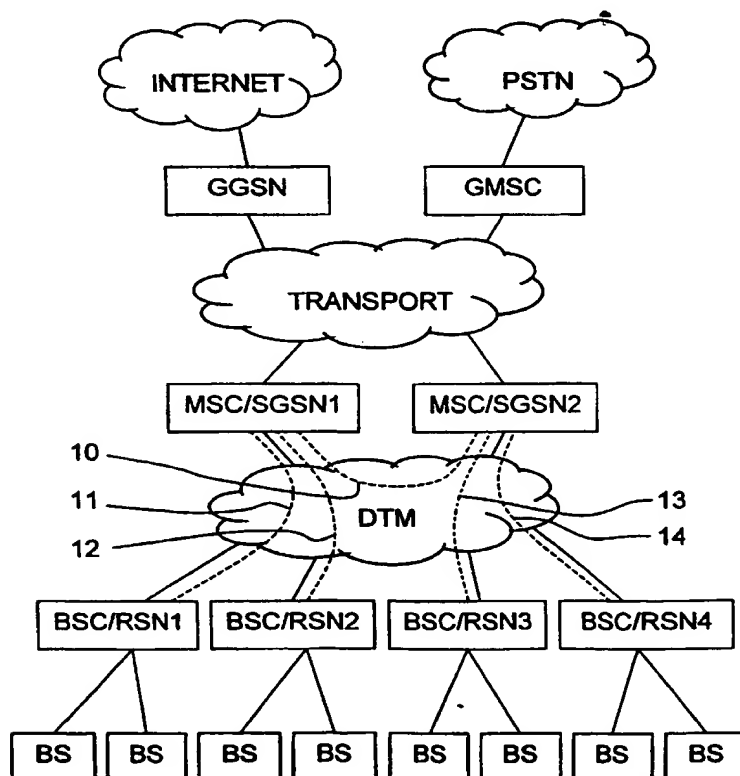 INTERNET PSTN
GGSN GMSC
TRANSPORT
MSC/SGSN1 MSC/SGSN2
10
11 DTM 13
12 14
BSC/RSN1 BSC/RSN2 BSC/RSN3 BSC/RSN4
BS BS BS BS BS BS BS BS